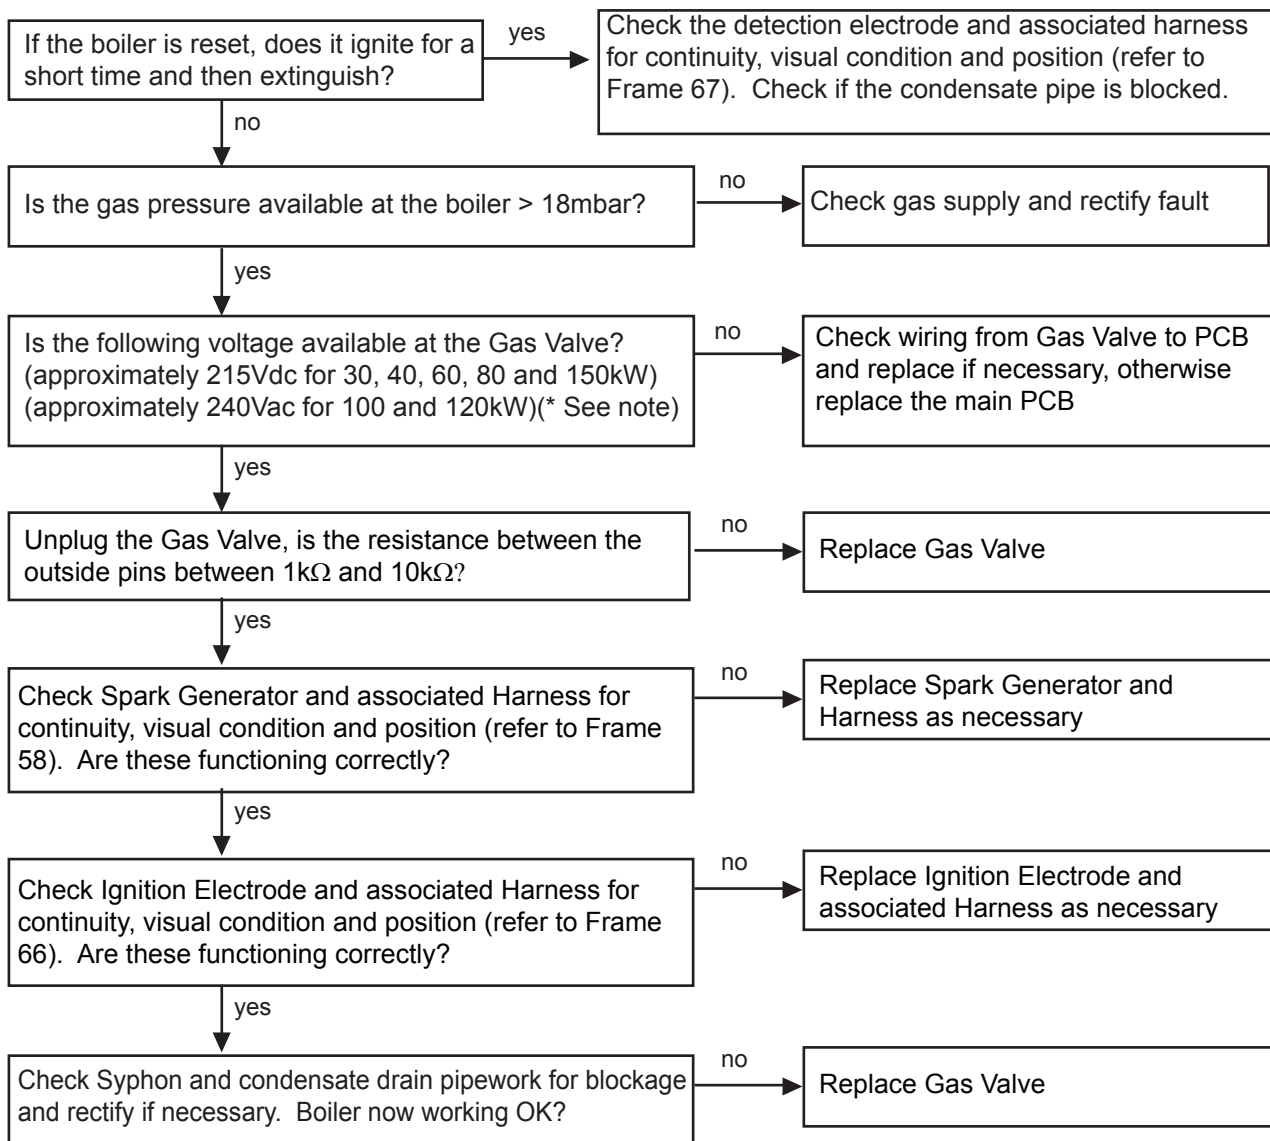 If the boiler is reset, does it ignite for a
short time and then extinguish?
yes
Check the detection electrode and associated harness
for continuity, visual condition and position (refer to
Frame 67).  Check if the condensate pipe is blocked.
no
Is the gas pressure available at the boiler > 18mbar?
no
Check gas supply and rectify fault
yes
Is the following voltage available at the Gas Valve?
(approximately 215Vdc for 30, 40, 60, 80 and 150kW)
(approximately 240Vac for 100 and 120kW)(* See note)
no
Check wiring from Gas Valve to PCB
and replace if necessary, otherwise
replace the main PCB
yes
Unplug the Gas Valve, is the resistance between the
outside pins between 1kΩ and 10kΩ?
no
Replace Gas Valve
yes
Check Spark Generator and associated Harness for
continuity, visual condition and position (refer to Frame
58).  Are these functioning correctly?
no
Replace Spark Generator and
Harness as necessary
yes
Check Ignition Electrode and associated Harness for
continuity, visual condition and position (refer to Frame
66).  Are these functioning correctly?
no
Replace Ignition Electrode and
associated Harness as necessary
yes
Check Syphon and condensate drain pipework for blockage
and rectify if necessary.  Boiler now working OK?
no
Replace Gas Valve